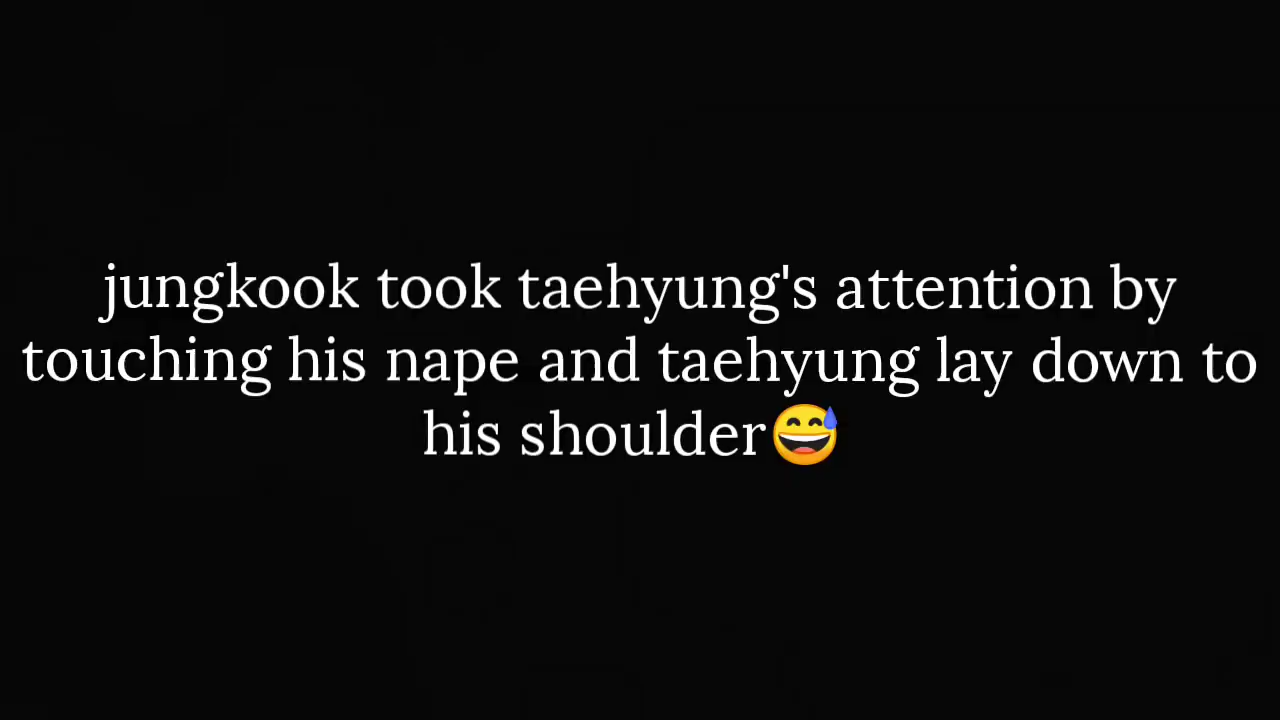 jungkook took taehyung's attention by
touching his nape and taehyung lay down to
his shoulder😅